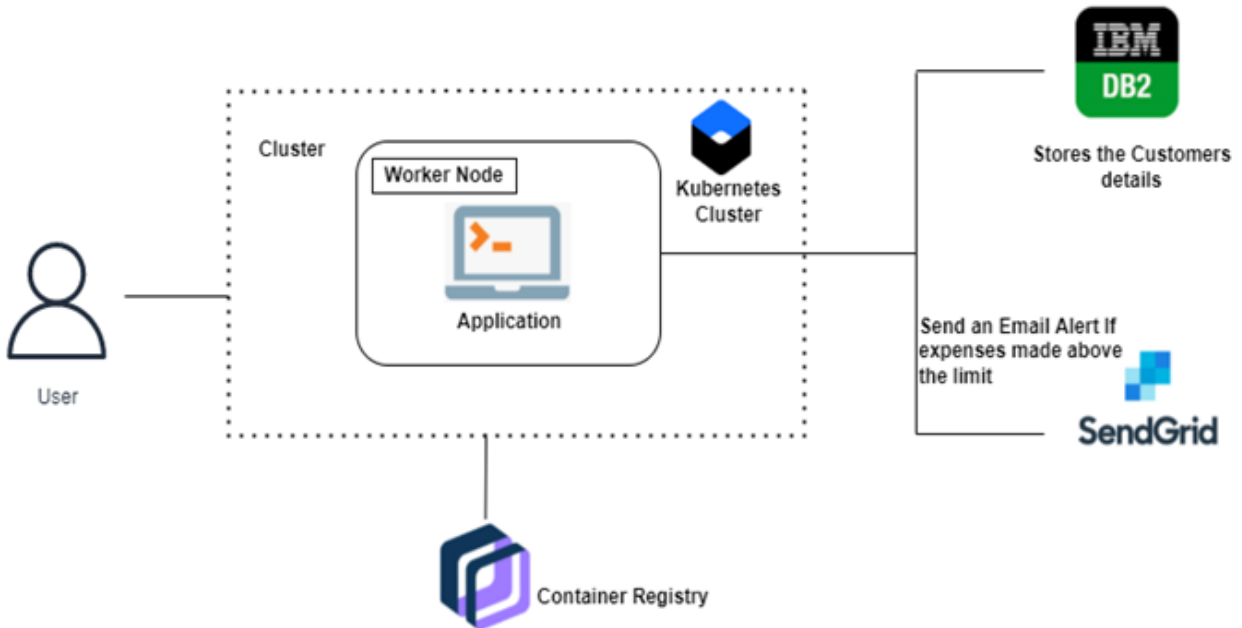 IBM
DB2
Stores the Customers
details
Cluster
Worker Node
Kubernetes
Cluster
Application
User
Send an Email Alert If
expenses made above
the limit
SendGrid
Container Registry